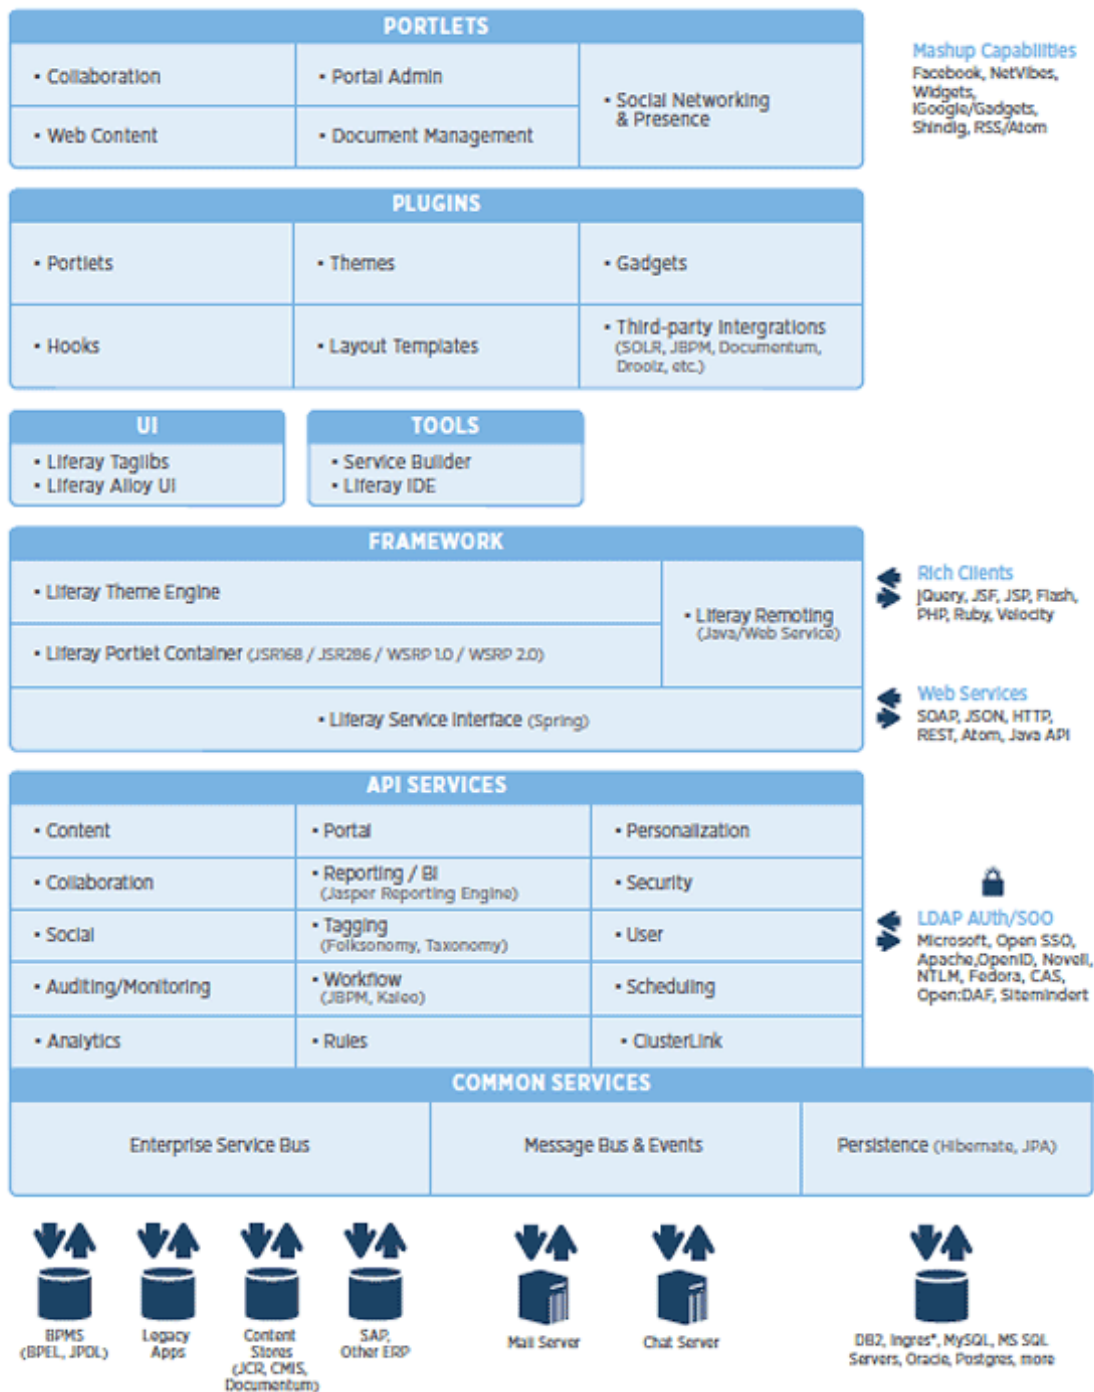 PORTLETS
• Collaboration
• Portal Admin
• Social Networking
& Presence
• Web Content
• Document Management
Mashup Capabilities
Facebook, NetVibes,
Widgets,
iGoogle/Gadgets,
Shindig, RSS/Atom
PLUGINS
• Portlets
• Themes
• Gadgets
• Hooks
• Layout Templates
• Third-party Intergrations
(SOLR, JBPM, Documentum,
Droolz, etc.)
UI
• Liferay Taglibs
• Liferay Alloy UI
TOOLS
• Service Builder
• Liferay IDE
FRAMEWORK
• Liferay Theme Engine
• Liferay Remoting
(Java/Web Service)
• Liferay Portlet Container (JSR168 / JSR286 / WSRP 1.0 / WSRP 2.0)
• Liferay Service Interface (Spring)
Rich Clients
jQuery, JSF, JSP, Flash,
PHP, Ruby, Velocity
Web Services
SOAP, JSON, HTTP,
REST, Atom, Java API
API SERVICES
• Content
• Portal
• Personalization
• Collaboration
• Reporting / BI
(Jasper Reporting Engine)
• Security
• Social
• Tagging
(Folksonomy, Taxonomy)
• User
• Auditing/Monitoring
• Workflow
(JBPM, Kaleo)
• Scheduling
• Analytics
• Rules
• ClusterLink
LDAP AUth/SOO
Microsoft, Open SSO,
Apache,OpenID, Novell,
NTLM, Fedora, CAS,
Open:DAF, Sitemindert
COMMON SERVICES
Enterprise Service Bus
Message Bus & Events
Persistence (Hibernate, JPA)
BPMS
(BPEL, JPDL)
Legacy
Apps
Content
Stores
(JCR, CMIS,
Documentum)
SAP,
Other ERP
Mail Server
Chat Server
DB2, Ingres*, MySQL, MS SQL
Servers, Oracle, Postgres, more